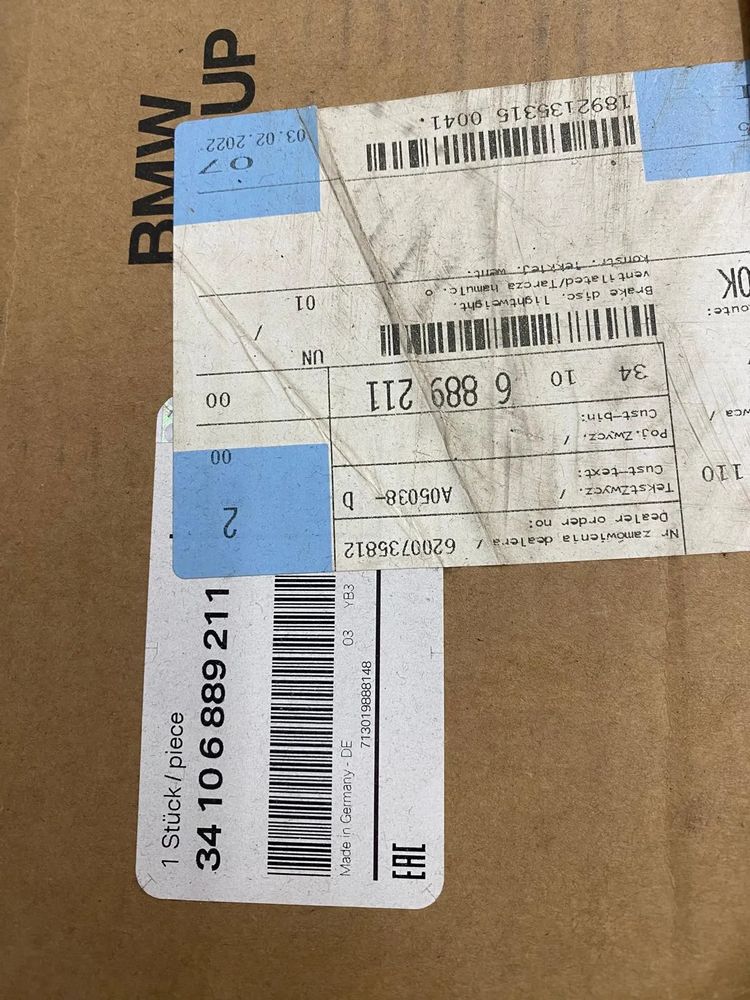 BMW
UP
1892135315 0041.
03.02.2022
07
Brake disc. lightweight.
ventilated/Tarcza hamulc. o
konstr. lekkiej. went.
01
/
UN
34 10 6 889 211
00
Cust-bin:
Poj.Zwycz. /
00
Cust-text:
TekstZwycz. / A05038- D
110
2
Dealer order no:
Nr zamówienia dealera / 6200735812
1 Stück / piece
34 10 6 889 211
Made in Germany - DE 03 YB3
7130198888148
EAC